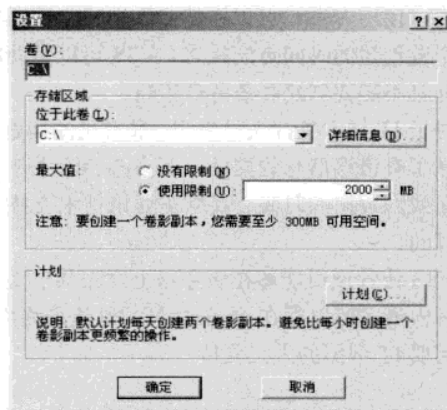 设置
卷(V):
C:\
存储区域
位于此卷(L):
C:\
详细信息(D)...
最大值:
没有限制(N)
使用限制(U):
2000
MB
注意: 要创建一个卷影副本，您需要至少 300MB 可用空间。
计划
计划(C)...
说明: 默认计划每天创建两个卷影副本。避免比每小时创建一个
卷影副本更频繁的操作。
确定
取消